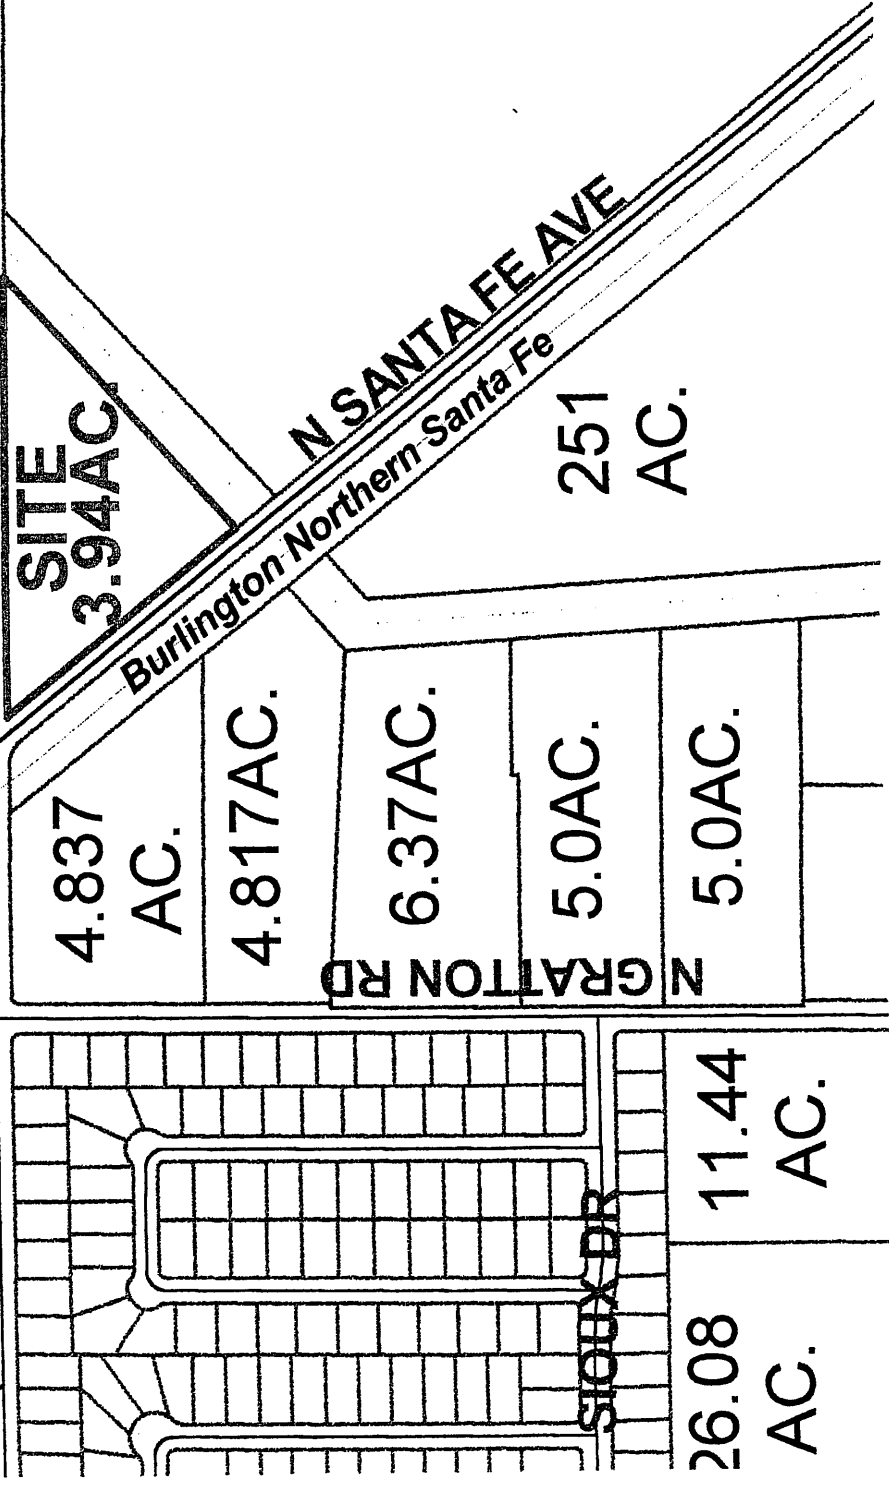 SITE
3.94AC.
N SANTA FE AVE
Burlington Northern Santa Fe
251
AC.
4.837
AC.
4.817AC.
6.37AC.
5.0AC.
5.0AC.
N GRATTON RD
11.44
AC.
SIOUX DR
26.08
AC.